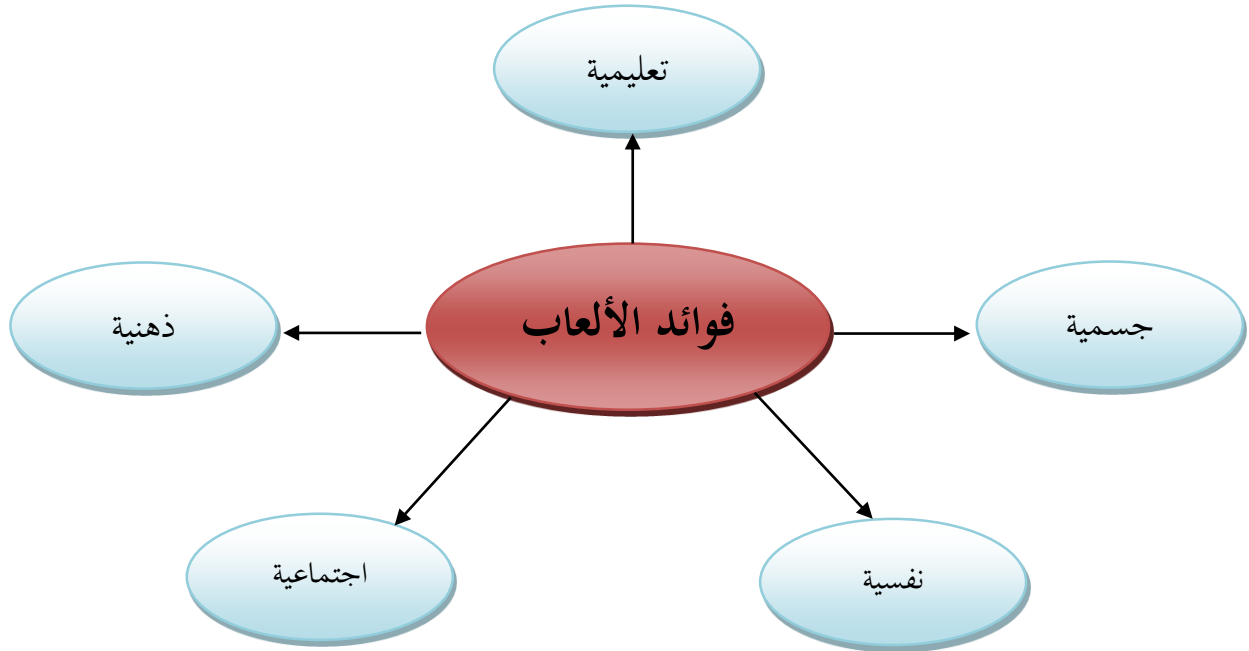 تعليمية
جسمية
فوائد الألعاب
ذهنية
نفسية
اجتماعية